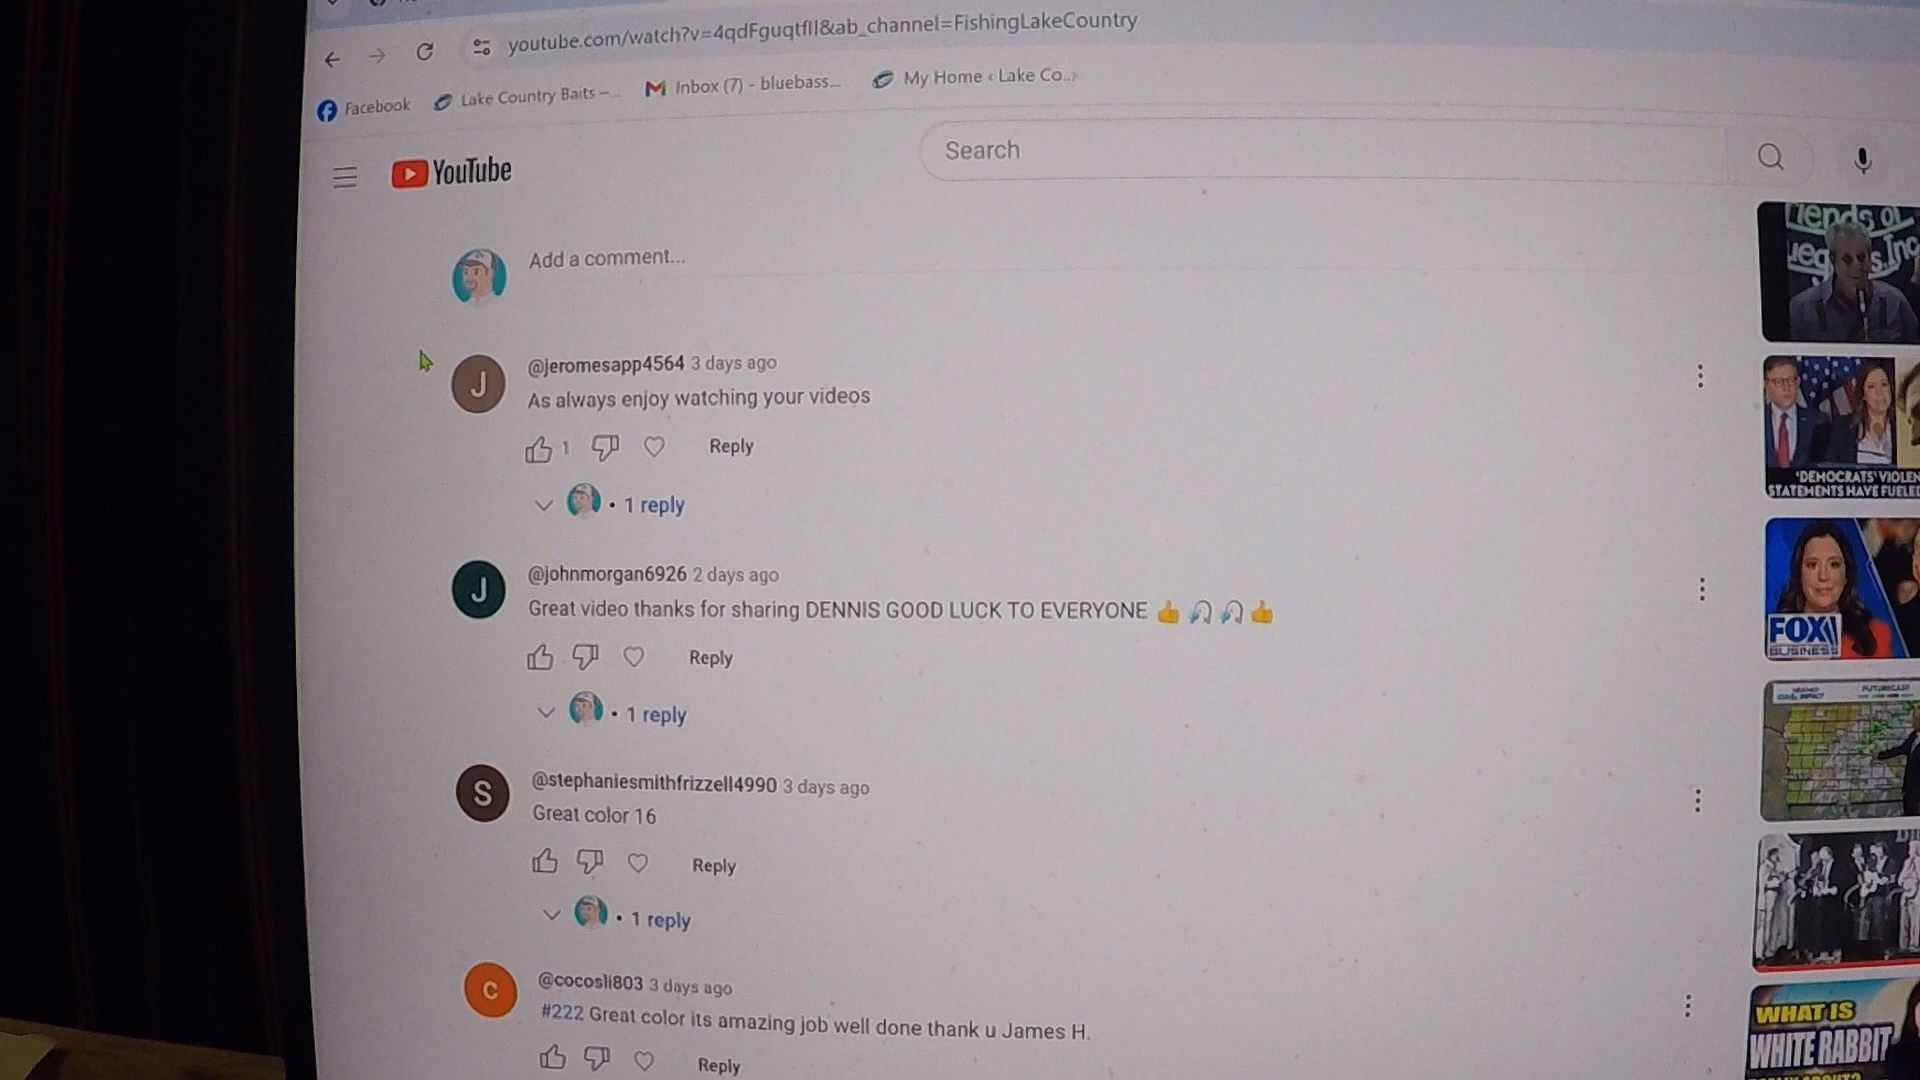 youtube.com/watch?v=4qdFguqtfII&ab_channel=FishingLakeCountry
Facebook
Lake Country Baits –...
Inbox (7) - bluebass...
My Home ‹ Lake Co...
YouTube
Search
Add a comment...
@jeromesapp4564 3 days ago
As always enjoy watching your videos
1
Reply
1 reply
@johnmorgan6926 2 days ago
Great video thanks for sharing DENNIS GOOD LUCK TO EVERYONE 👍🎣🎣👍
Reply
1 reply
@stephaniesmithfrizzell4990 3 days ago
Great color 16
Reply
1 reply
@cocosli803 3 days ago
#222 Great color its amazing job well done thank u James H.
Reply
J
J
S
C
'DEMOCRATS' VIOLEN
STATEMENTS HAVE FUELED
FOX
BUSINESS
FUTURECAST
WHAT IS
WHITE RABBIT